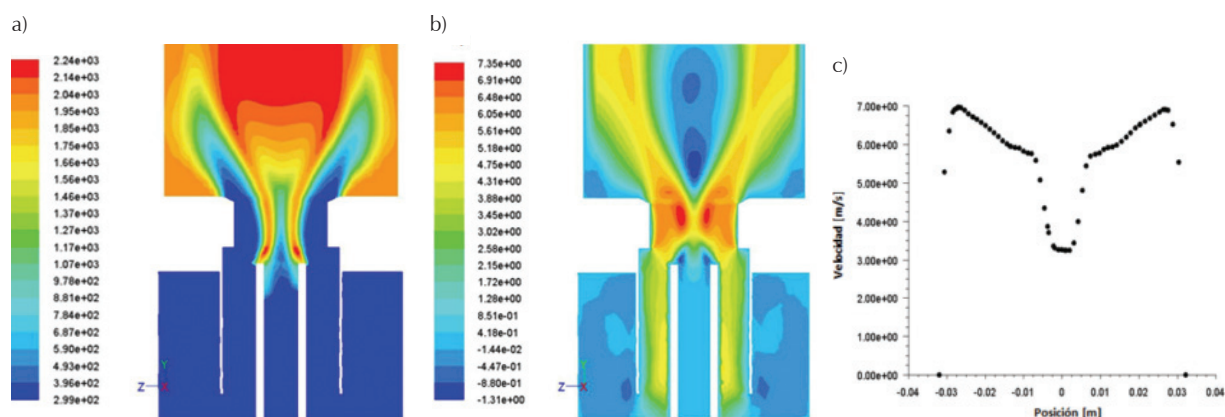 a)
2.24e+03
2.14e+03
2.04e+03
1.95e+03
1.85e+03
1.75e+03
1.66e+03
1.56e+03
1.46e+03
1.36e+03
1.27e+03
1.17e+03
1.07e+03
9.78e+02
8.81e+02
7.84e+02
6.87e+02
5.90e+02
4.93e+02
3.96e+02
2.99e+02
Y
Z
X
b)
7.35e+00
6.91e+00
6.48e+00
6.05e+00
5.61e+00
5.18e+00
4.75e+00
4.31e+00
3.88e+00
3.45e+00
3.02e+00
2.58e+00
2.15e+00
1.72e+00
1.28e+00
8.51e-01
4.18e-01
-1.44e-02
-4.47e-01
-8.80e-01
-1.31e+00
Y
Z
X
c)
Velocidad [m/s]
7.00e+00
6.00e+00
5.00e+00
4.00e+00
3.00e+00
2.00e+00
1.00e+00
0.00e+00
-0.04 -0.03 -0.02 -0.01 0 0.01 0.02 0.03 0.04
Posición [m]